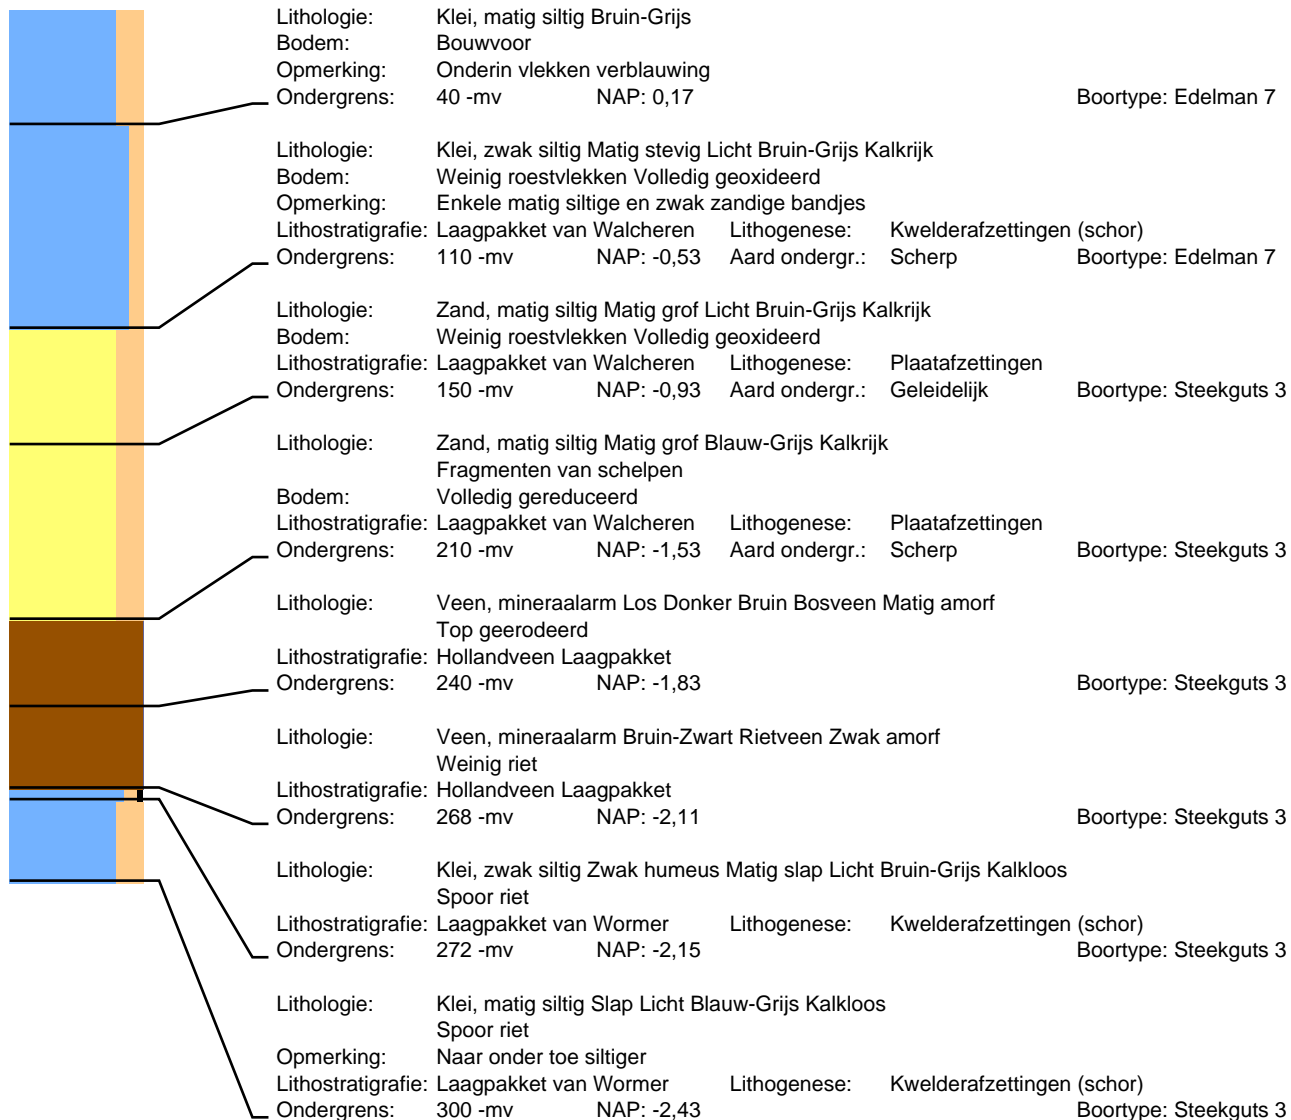 Lithologie: Klei, matig siltig Bruin-Grijs
Bodem: Bouwvoor
Opmerking: Onderin vlekken verblauwing
Ondergrens: 40 -mv NAP: 0,17 Boortype: Edelman 7
Lithologie: Klei, zwak siltig Matig stevig Licht Bruin-Grijs Kalkrijk
Bodem: Weinig roestvlekken Volledig geoxideerd
Opmerking: Enkele matig siltige en zwak zandige bandjes
Lithostratigrafie: Laagpakket van Walcheren Lithogenese: Kwelderafzettingen (schor)
Ondergrens: 110 -mv NAP: -0,53 Aard ondergr.: Scherp Boortype: Edelman 7
Lithologie: Zand, matig siltig Matig grof Licht Bruin-Grijs Kalkrijk
Bodem: Weinig roestvlekken Volledig geoxideerd
Lithostratigrafie: Laagpakket van Walcheren Lithogenese: Plaatafzettingen
Ondergrens: 150 -mv NAP: -0,93 Aard ondergr.: Geleidelijk Boortype: Steekguts 3
Lithologie: Zand, matig siltig Matig grof Blauw-Grijs Kalkrijk
Fragmenten van schelpen
Bodem: Volledig gereduceerd
Lithostratigrafie: Laagpakket van Walcheren Lithogenese: Plaatafzettingen
Ondergrens: 210 -mv NAP: -1,53 Aard ondergr.: Scherp Boortype: Steekguts 3
Lithologie: Veen, mineraalarm Los Donker Bruin Bosveen Matig amorf
Top geerodeerd
Lithostratigrafie: Hollandveen Laagpakket
Ondergrens: 240 -mv NAP: -1,83 Boortype: Steekguts 3
Lithologie: Veen, mineraalarm Bruin-Zwart Rietveen Zwak amorf
Weinig riet
Lithostratigrafie: Hollandveen Laagpakket
Ondergrens: 268 -mv NAP: -2,11 Boortype: Steekguts 3
Lithologie: Klei, zwak siltig Zwak humeus Matig slap Licht Bruin-Grijs Kalkloos
Spoor riet
Lithostratigrafie: Laagpakket van Wormer Lithogenese: Kwelderafzettingen (schor)
Ondergrens: 272 -mv NAP: -2,15 Boortype: Steekguts 3
Lithologie: Klei, matig siltig Slap Licht Blauw-Grijs Kalkloos
Spoor riet
Opmerking: Naar onder toe siltiger
Lithostratigrafie: Laagpakket van Wormer Lithogenese: Kwelderafzettingen (schor)
Ondergrens: 300 -mv NAP: -2,43 Boortype: Steekguts 3